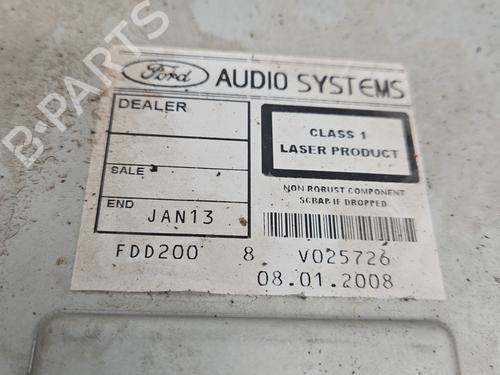 Ford AUDIO SYSTEMS
DEALER
SALE
END JAN13
CLASS 1
LASER PRODUCT
NON ROBUST COMPONENT
SCRAP IF DROPPED
FDD200 8 V025726
08.01.2008
B-PARTS